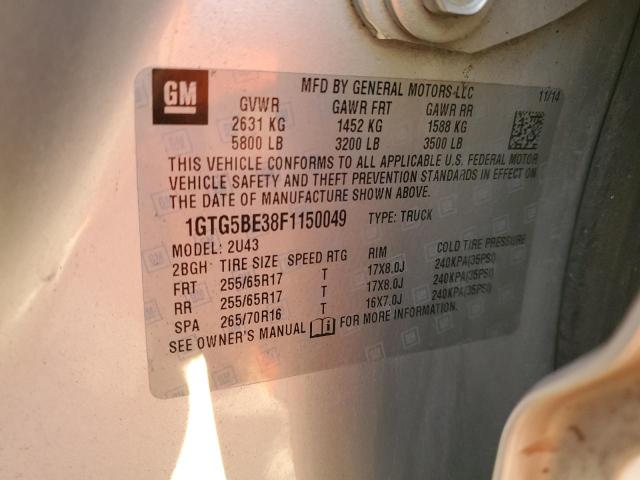 GM
MFD BY GENERAL MOTORS LLC
11/14
GVWR GAWR FRT GAWR RR
2631 KG 1452 KG 1588 KG
5800 LB 3200 LB 3500 LB
THIS VEHICLE CONFORMS TO ALL APPLICABLE U.S. FEDERAL MOTOR
VEHICLE SAFETY AND THEFT PREVENTION STANDARDS IN EFFECT ON
THE DATE OF MANUFACTURE SHOWN ABOVE.
1GTG5BE38F1150049 TYPE: TRUCK
MODEL: 2U43
2BGH TIRE SIZE SPEED RTG RIM COLD TIRE PRESSURE
FRT 255/65R17 T 17X8.0J 240KPA(35PSI)
RR 255/65R17 T 17X8.0J 240KPA(35PSI)
SPA 265/70R16 T 16X7.0J 240KPA(35PSI)
SEE OWNER'S MANUAL FOR MORE INFORMATION.